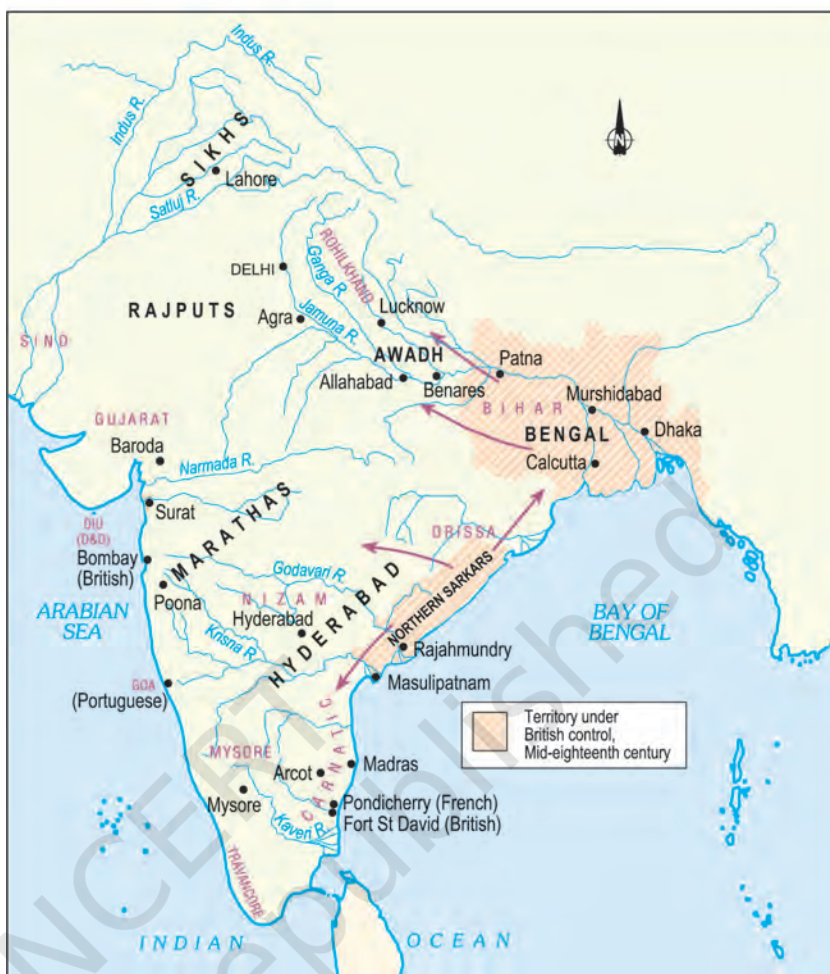 Indus R.
Indus R.
SIKHS
Lahore
Satluj R.
N
DELHI
ROHILKHAND
Ganga R.
RAJPUTS
Jamuna R.
Lucknow
Agra
SIND
AWADH
Patna
Allahabad
Benares
Murshidabad
BIHAR
GUJARAT
BENGAL
Dhaka
Baroda
Calcutta
Narmada R.
Surat
MARATHAS
DIU
(D&D)
ORISSA
Bombay
(British)
Godavari R.
NORTHERN SARKARS
ARABIAN
SEA
Poona
NIZAM
HYDERABAD
BAY OF
BENGAL
Hyderabad
Krisna R.
Rajahmundry
Masulipatnam
GOA
(Portuguese)
Territory under
British control,
Mid-eighteenth century
CARNATIC
MYSORE
Madras
Arcot
Mysore
Pondicherry (French)
Fort St David (British)
Kaveri R.
TRAVANCORE
INDIAN OCEAN
NCERT
republished